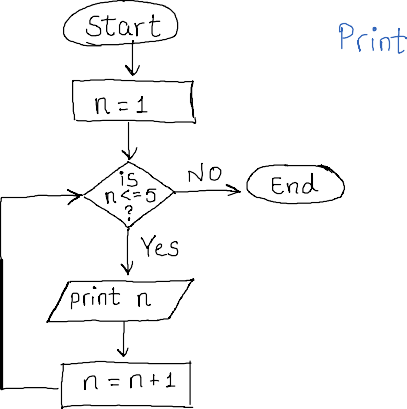 Start
Print
n = 1
is
n <= 5
?
NO
End
Yes
print n
n = n + 1